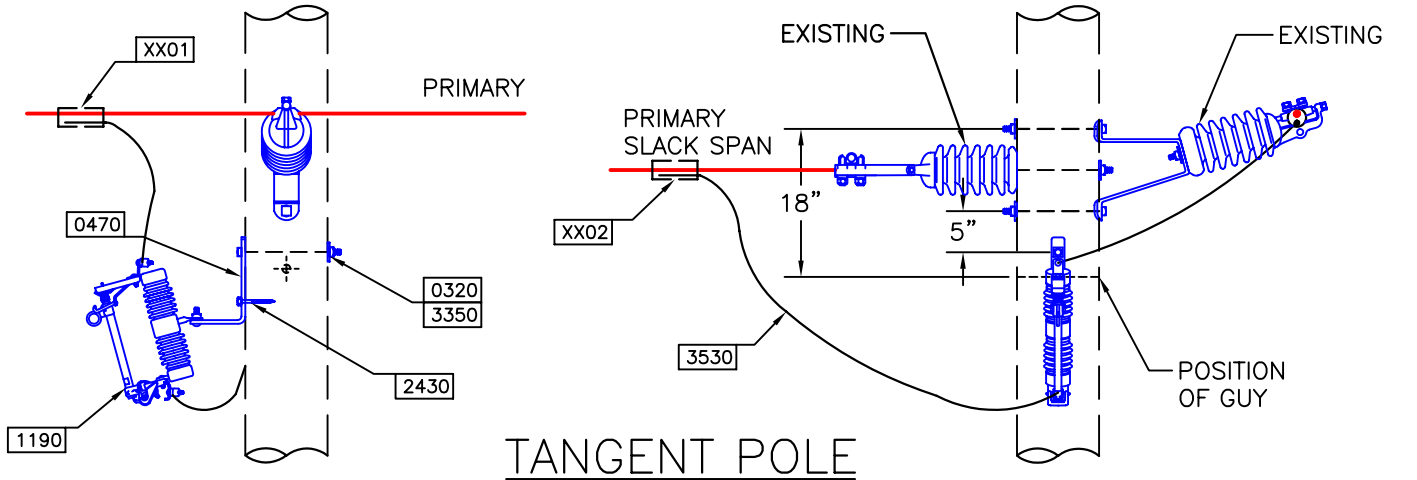 XX01
PRIMARY
0470
0320
3350
2430
1190
EXISTING
EXISTING
PRIMARY
SLACK SPAN
18”
5”
XX02
3530
POSITION
OF GUY
TANGENT POLE